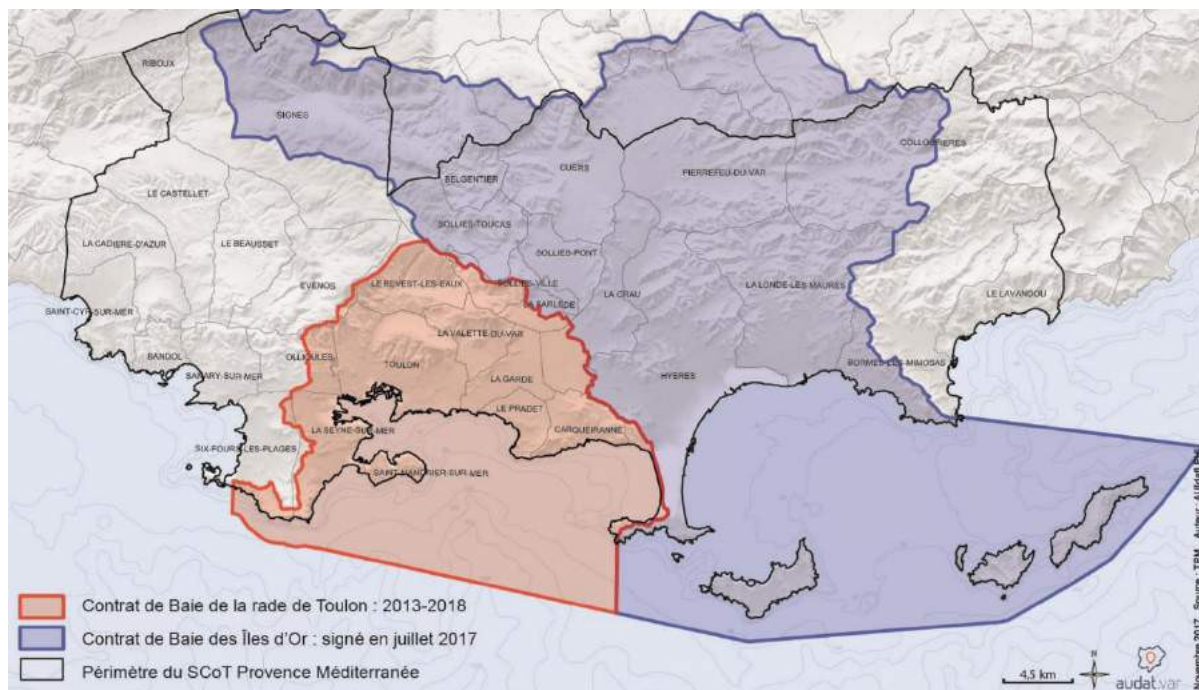 RIBOUX
SIGNES
COLLOBRIERES
CUERS
PIERREFEU-DU-VAR
BELGENTIER
LE CASTELLET
SOLLIES-TOUCAS
LA CADIERE-D'AZUR
LE BEAUSSET
SOLLIES-PONT
EVENOS
LE REVEST-LES-EAUX
SOLLIES-VILLE
LA CRAU
LA LONDE-LES-MAURES
LE LAVANDOU
LA FARLEDE
SAINT-CYR-SUR-MER
LA VALETTE-DU-VAR
BANDOL
OLLIOULES
TOULON
BORMES-LES-MIMOSAS
SANARY-SUR-MER
LA GARDE
HYERES
LE PRADET
LA SEYNE-SUR-MER
CARQUEIRANNE
SIX-FOURS-LES-PLAGES
SAINT-MANDRIER-SUR-MER
Contrat de Baie de la rade de Toulon : 2013-2018
Contrat de Baie des Îles d'Or : signé en juillet 2017
Périmètre du SCoT Provence Méditerranée
4,5 km
N
audat.var
Novembre 2017 Source : TPM Auteur :